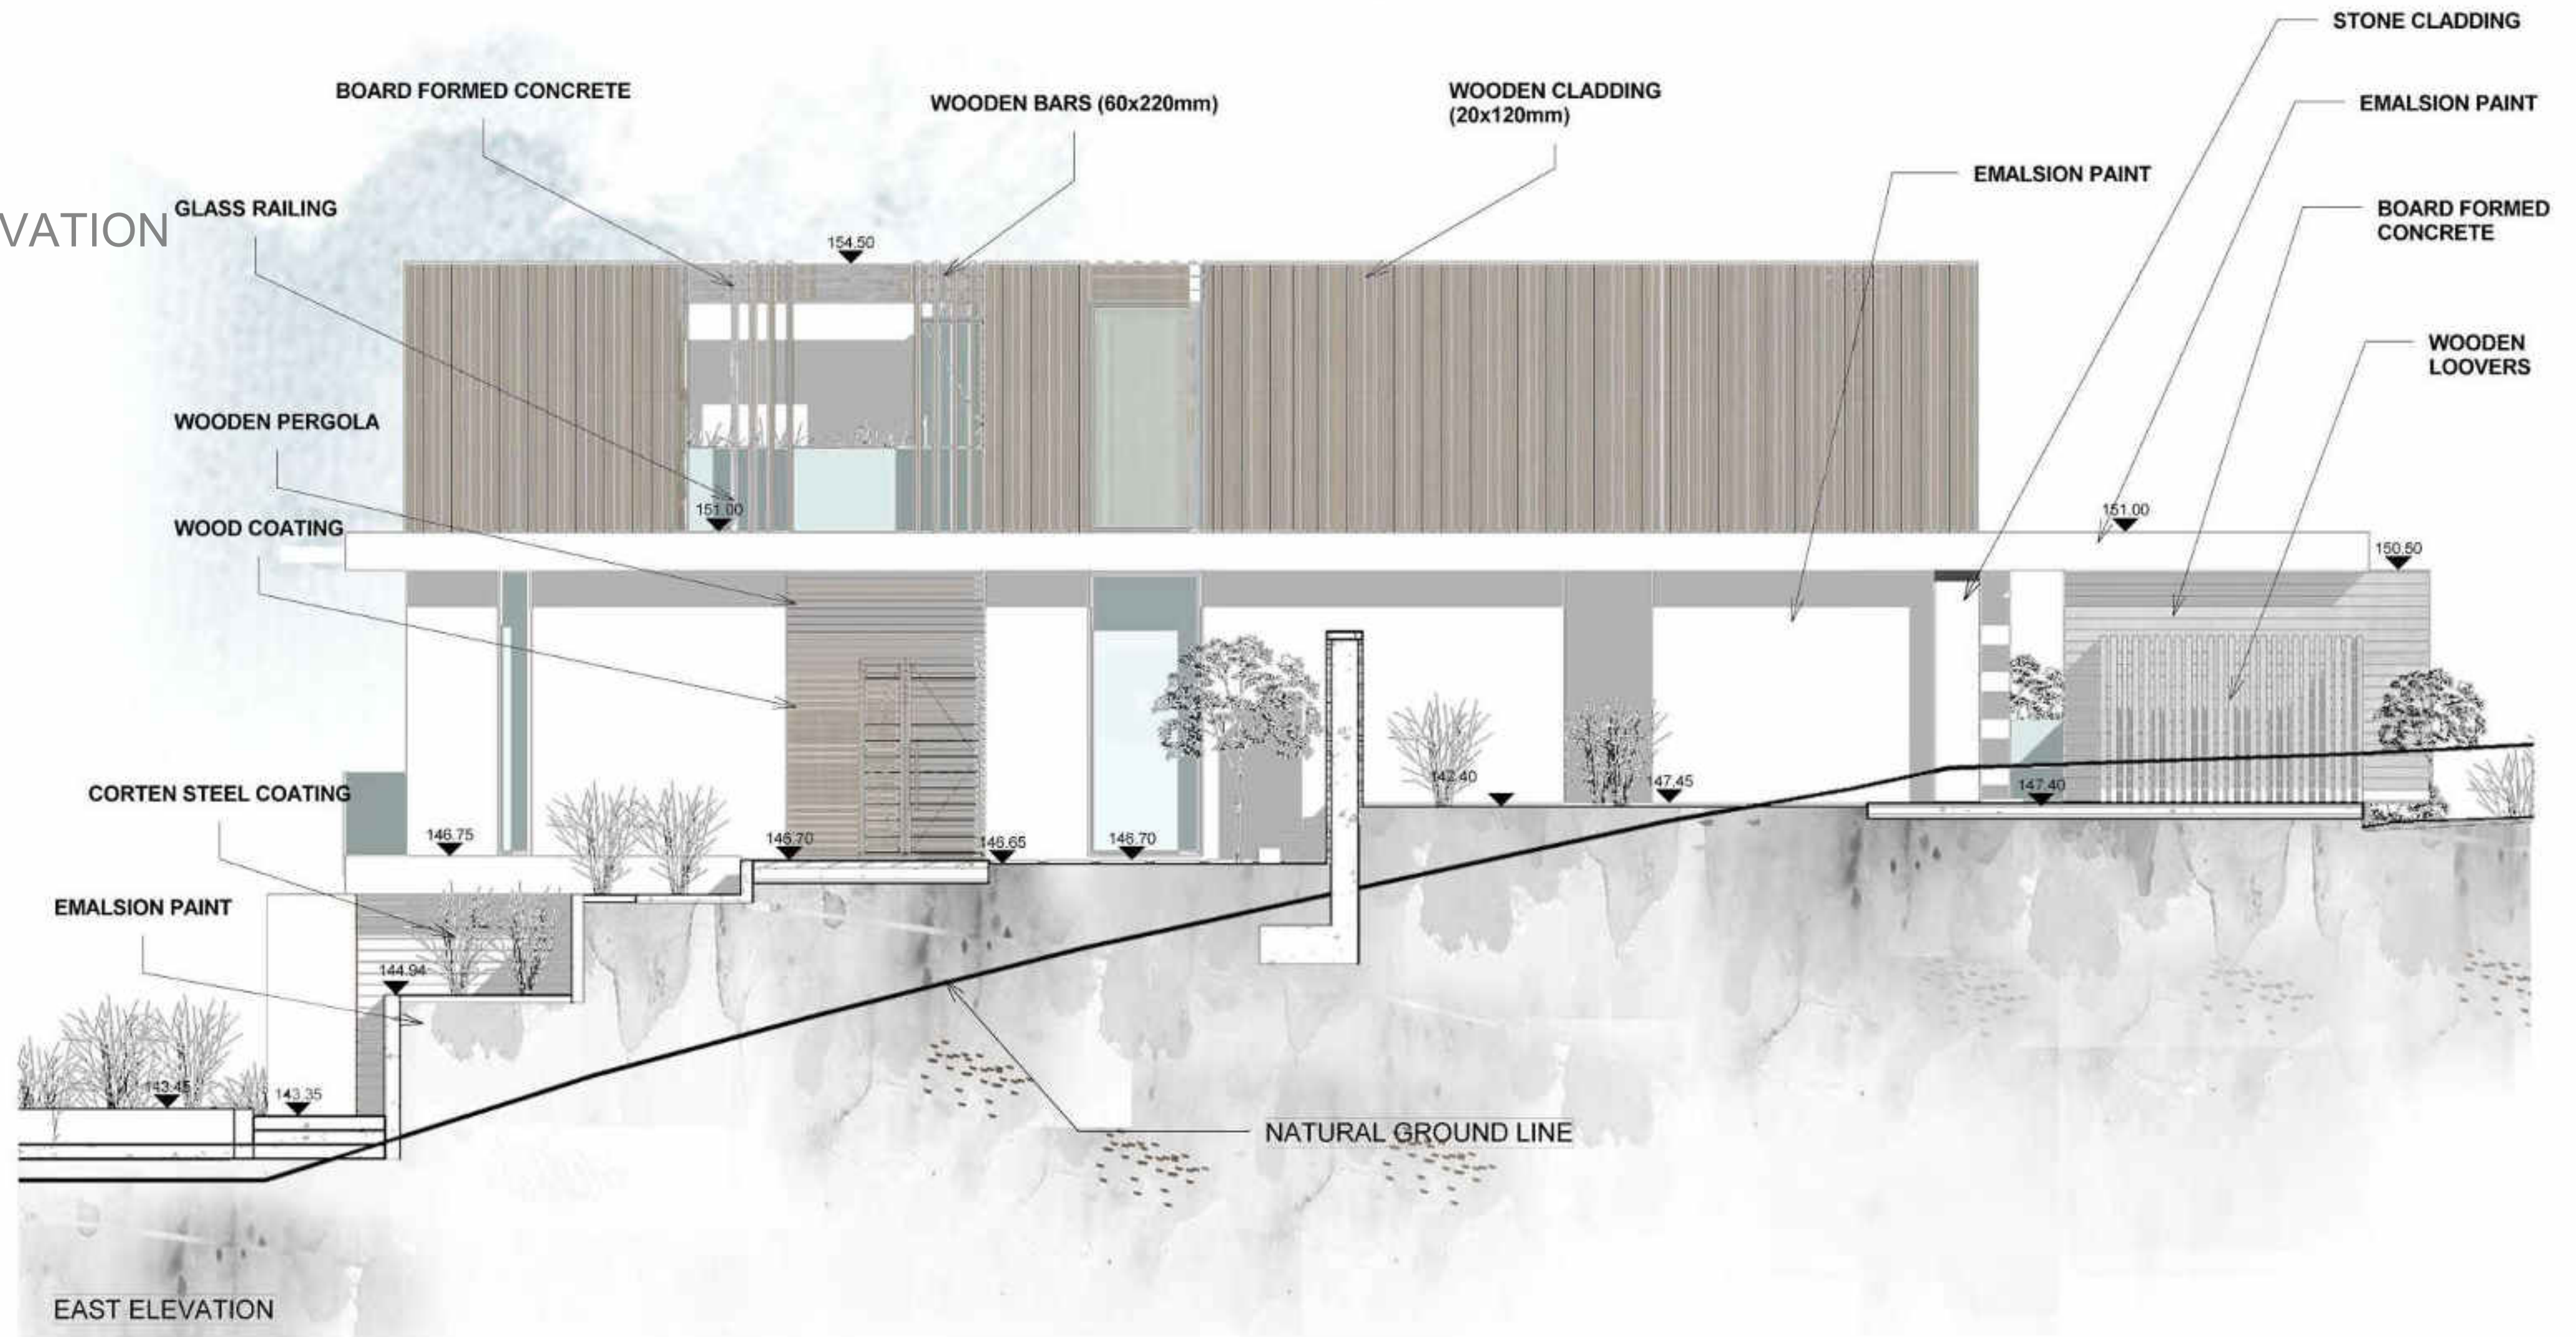 STONE CLADDING
BOARD FORMED CONCRETE
WOODEN BARS (60x220mm)
WOODEN CLADDING
(20x120mm)
EMALSION PAINT
EMALSION PAINT
GLASS RAILING
VATION
BOARD FORMED
CONCRETE
154.50
WOODEN
LOOVERS
WOODEN PERGOLA
151.00
151.00
WOOD COATING
150.50
CORTEN STEEL COATING
147.40
147.45
147.40
146.75
146.70
146.65
146.70
EMALSION PAINT
144.94
143.45
143.35
NATURAL GROUND LINE
EAST ELEVATION